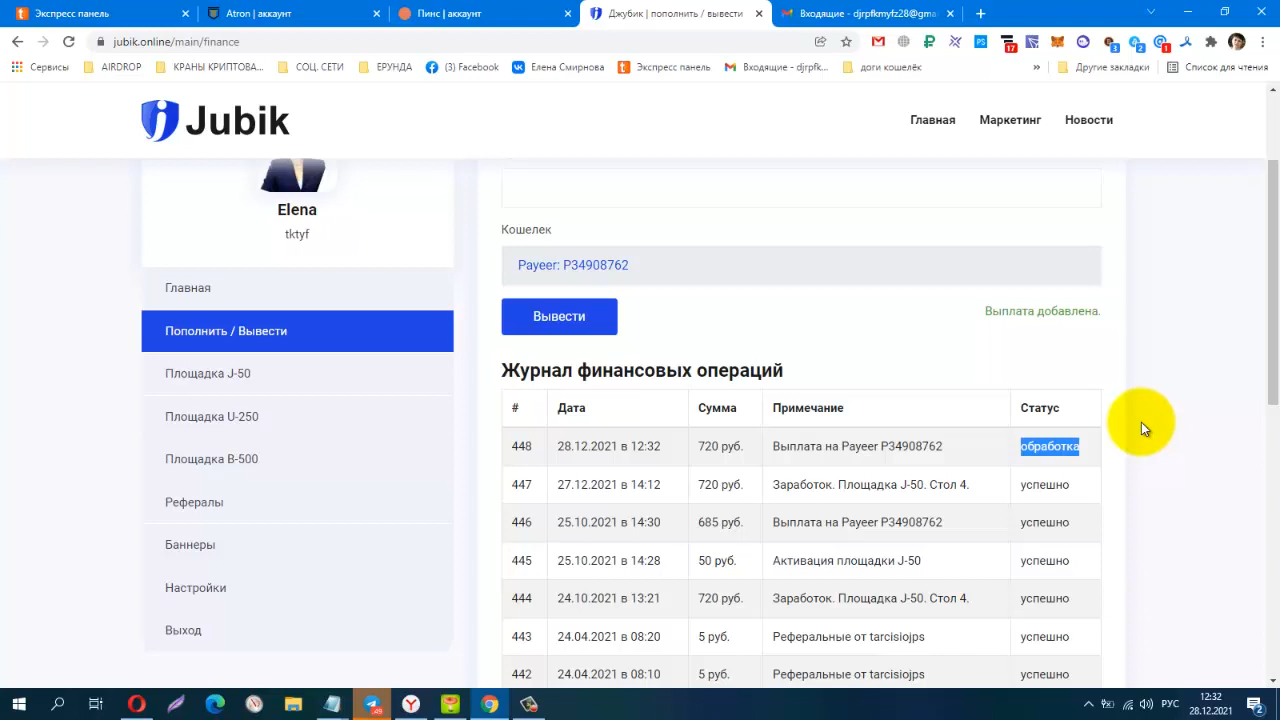 Экспресс панель
Atron | аккаунт
Пинс | аккаунт
Джубик | пополнить / вывести
Входящие - djrpfkmyfz28@gma
jubik.online/main/finance
17
3
2
1
Сервисы
AIRDROP
КРАНЫ КРИПТОВА...
СОЦ. СЕТИ
ЕРУНДА
(3) Facebook
Елена Смирнова
Экспресс панель
Входящие - djrpfk...
доги кошелёк
»
Другие закладки
Список для чтения
Jubik
Главная
Маркетинг
Новости
Elena
tktyf
Главная
Пополнить / Вывести
Площадка J-50
Площадка U-250
Площадка B-500
Рефералы
Баннеры
Настройки
Выход
Кошелек
Payeer: P34908762
Вывести
Выплата добавлена.
Журнал финансовых операций
# Дата Сумма Примечание Статус
448 28.12.2021 в 12:32 720 руб. Выплата на Payeer P34908762 обработка
447 27.12.2021 в 14:12 720 руб. Заработок. Площадка J-50. Стол 4. успешно
446 25.10.2021 в 14:30 685 руб. Выплата на Payeer P34908762 успешно
445 25.10.2021 в 14:28 50 руб. Активация площадки J-50 успешно
444 24.10.2021 в 13:21 720 руб. Заработок. Площадка J-50. Стол 4. успешно
443 24.04.2021 в 08:20 5 руб. Реферальные от tarcisiojps успешно
442 24.04.2021 в 08:10 5 руб. Реферальные от tarcisiojps успешно
РУС
12:32
28.12.2021
2